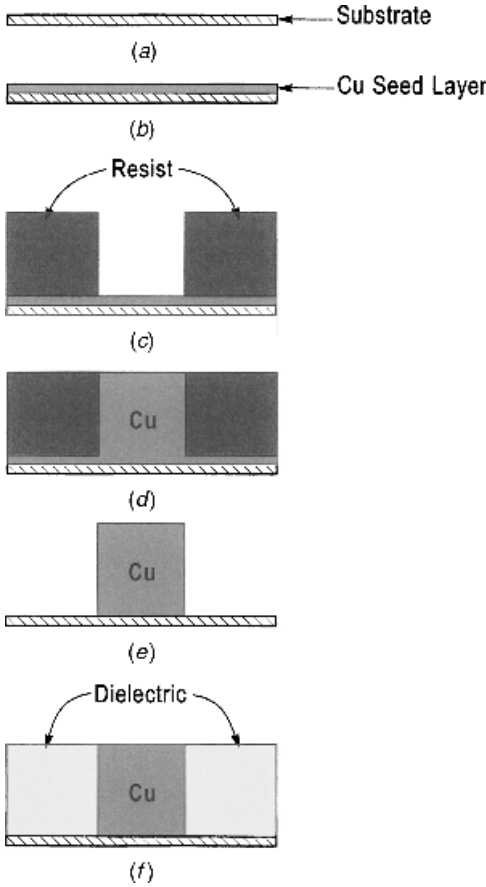 Substrate
(a)
Cu Seed Layer
(b)
Resist
(c)
Cu
(d)
Cu
(e)
Dielectric
Cu
(f)